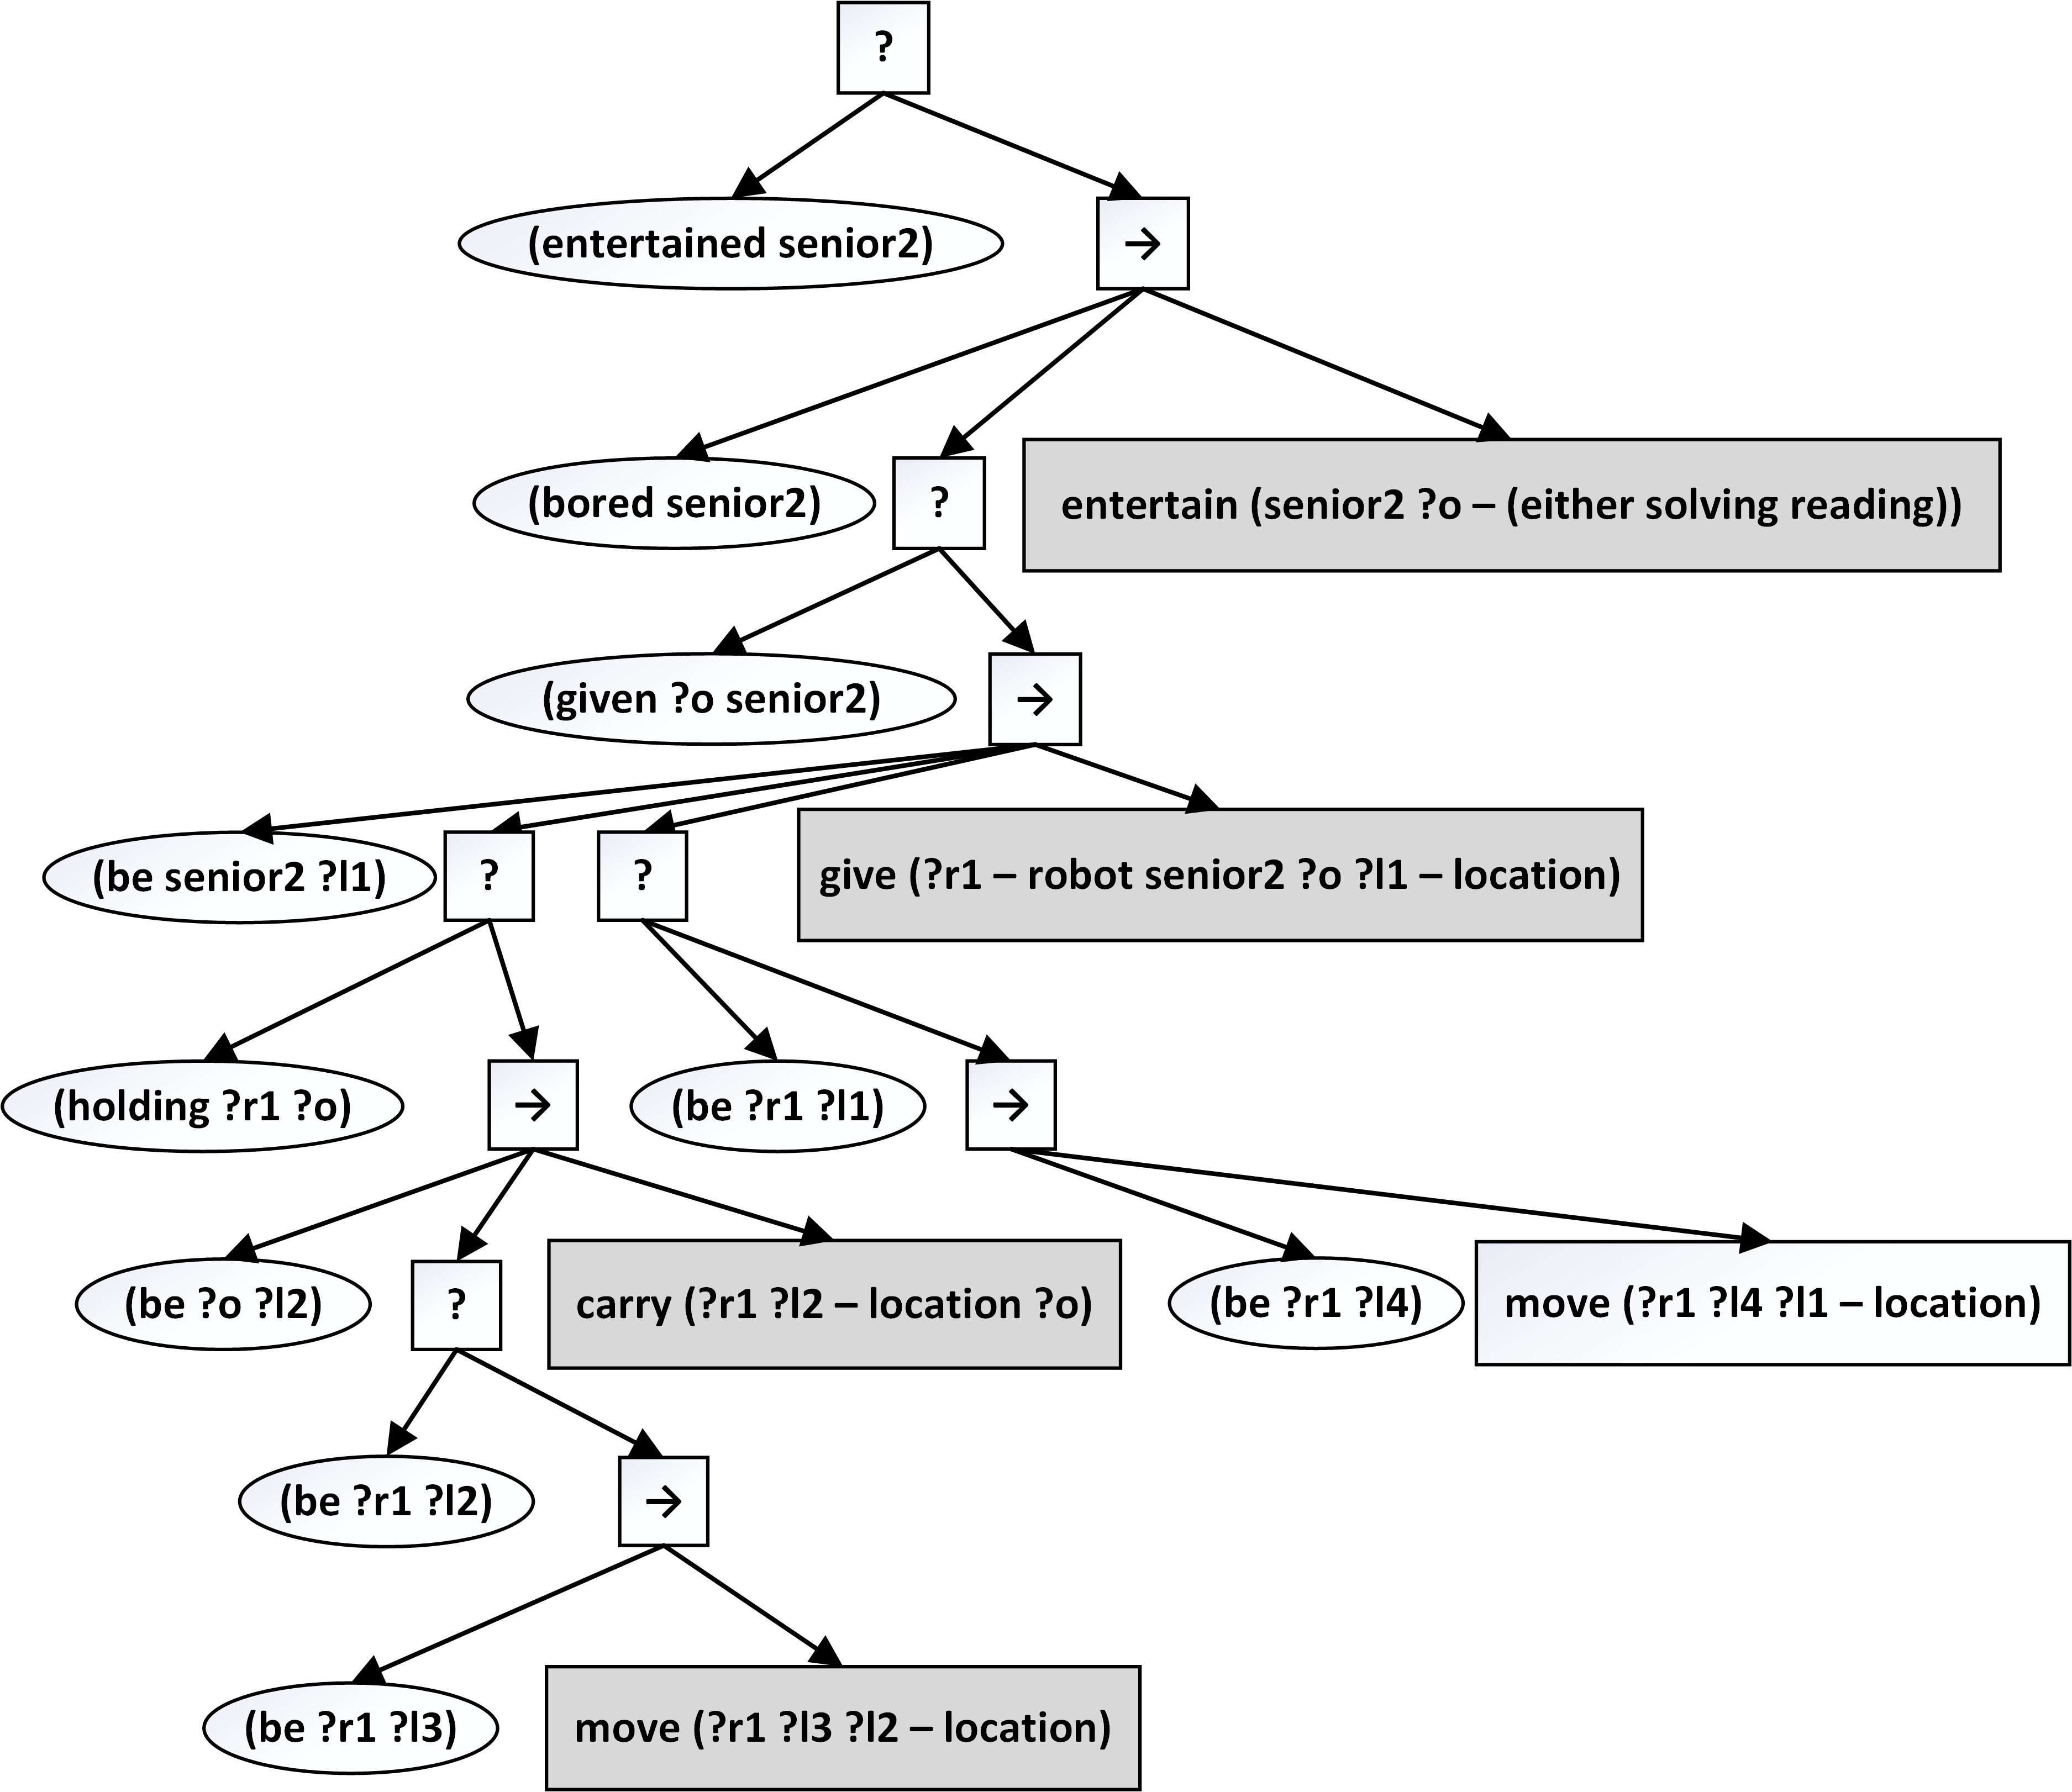 ?
(entertained senior2)
→
(bored senior2)
?
entertain (senior2 ?o – (either solving reading))
(given ?o senior2)
→
(be senior2 ?l1)
?
?
give (?r1 – robot senior2 ?o ?l1 – location)
(holding ?r1 ?o)
→
(be ?r1 ?l1)
→
(be ?o ?l2)
?
carry (?r1 ?l2 – location ?o)
(be ?r1 ?l4)
move (?r1 ?l4 ?l1 – location)
(be ?r1 ?l2)
→
(be ?r1 ?l3)
move (?r1 ?l3 ?l2 – location)